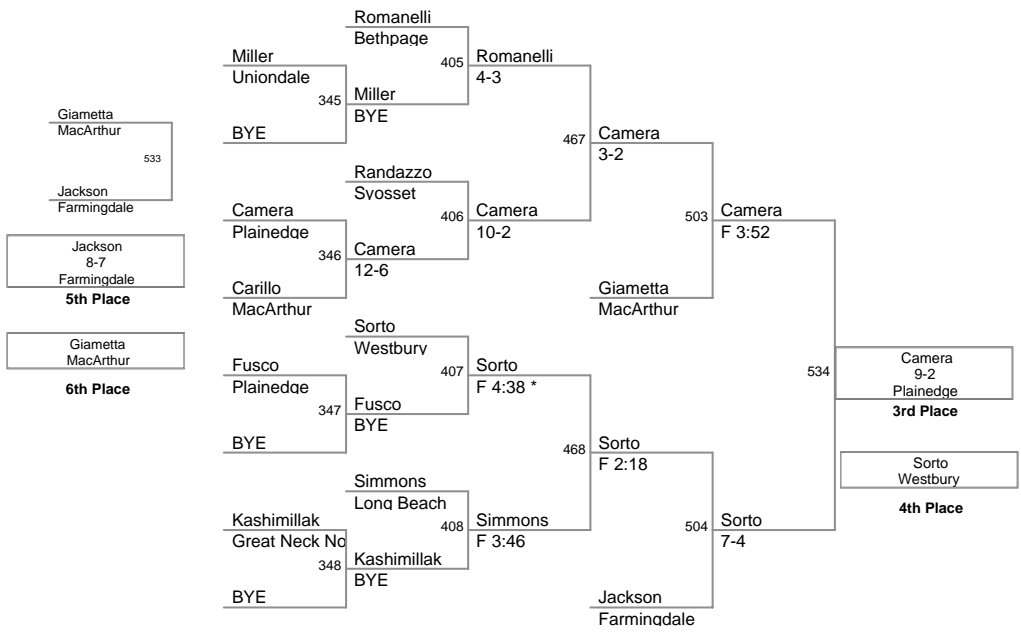 Romanelli
Bethpage
Miller
Uniondale
405
Romanelli
4-3
345
Miller
BYE
BYE
Giametta
MacArthur
533
Jackson
Farmingdale
467
Camera
3-2
Randazzo
Syosset
Camera
Plainedge
406
Camera
10-2
346
Camera
12-6
Carillo
MacArthur
503
Camera
F 3:52
Giametta
MacArthur
Jackson
8-7
Farmingdale
5th Place
Giametta
MacArthur
6th Place
Sorto
Westbury
Fusco
Plainedge
407
Sorto
F 4:38 *
347
Fusco
BYE
BYE
534
Camera
9-2
Plainedge
3rd Place
468
Sorto
F 2:18
Sorto
Westbury
4th Place
Simmons
Long Beach
Kashimillak
Great Neck No
408
Simmons
F 3:46
348
Kashimillak
BYE
BYE
504
Sorto
7-4
Jackson
Farmingdale